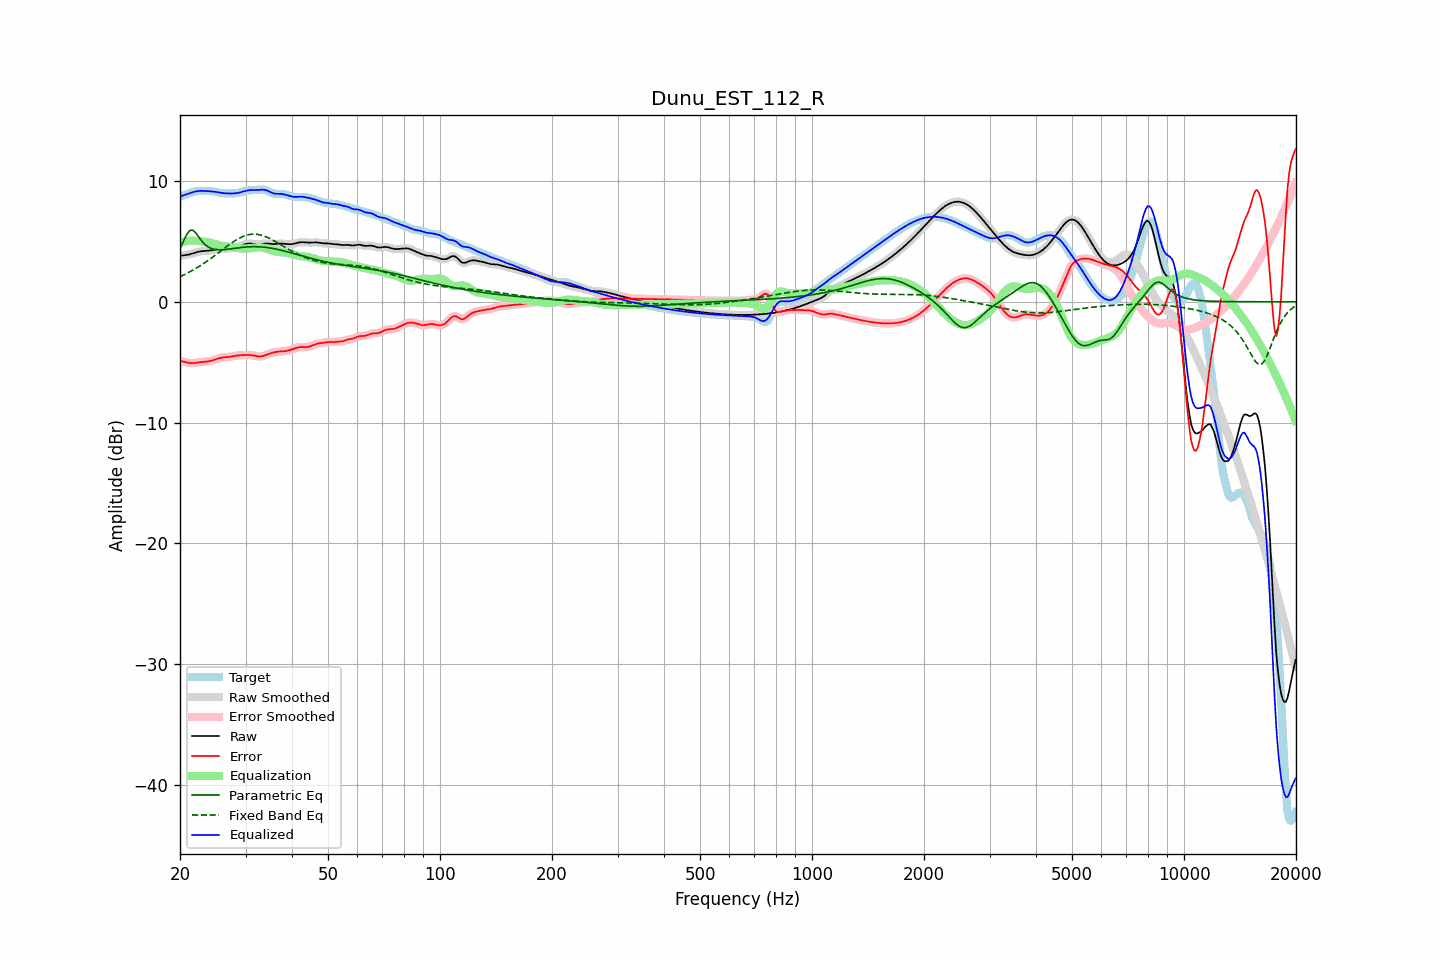 Dunu_EST_112_R
10
0
−10
−20
−30
−40
Amplitude (dBr)
Target
Raw Smoothed
Error Smoothed
Raw
Error
Equalization
Parametric Eq
Fixed Band Eq
Equalized
20 50 100 200 500 1000 2000 5000 10000 20000
Frequency (Hz)